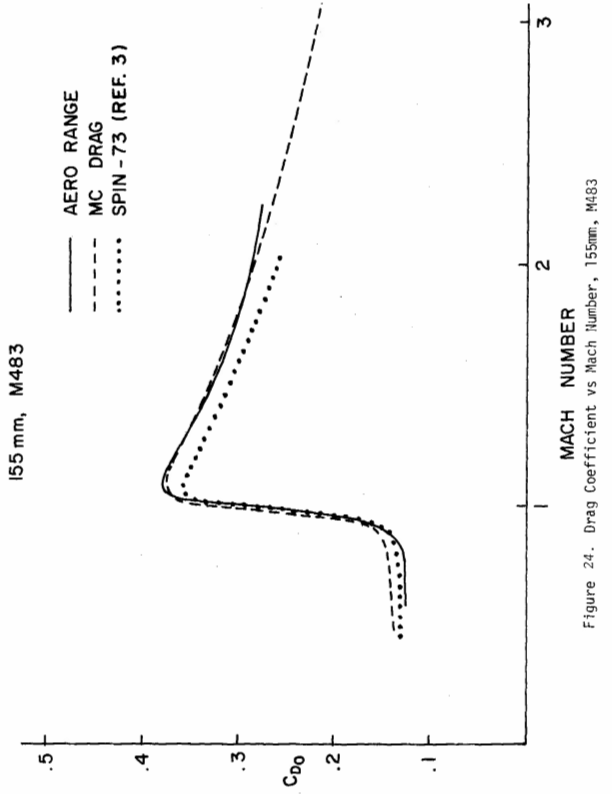 155 mm, M483
AERO RANGE
MC DRAG
SPIN-73 (REF. 3)
.5
.4
.3
.2
.1
CD0
1
2
3
MACH NUMBER
Figure 24. Drag Coefficient vs Mach Number, 155mm, M483